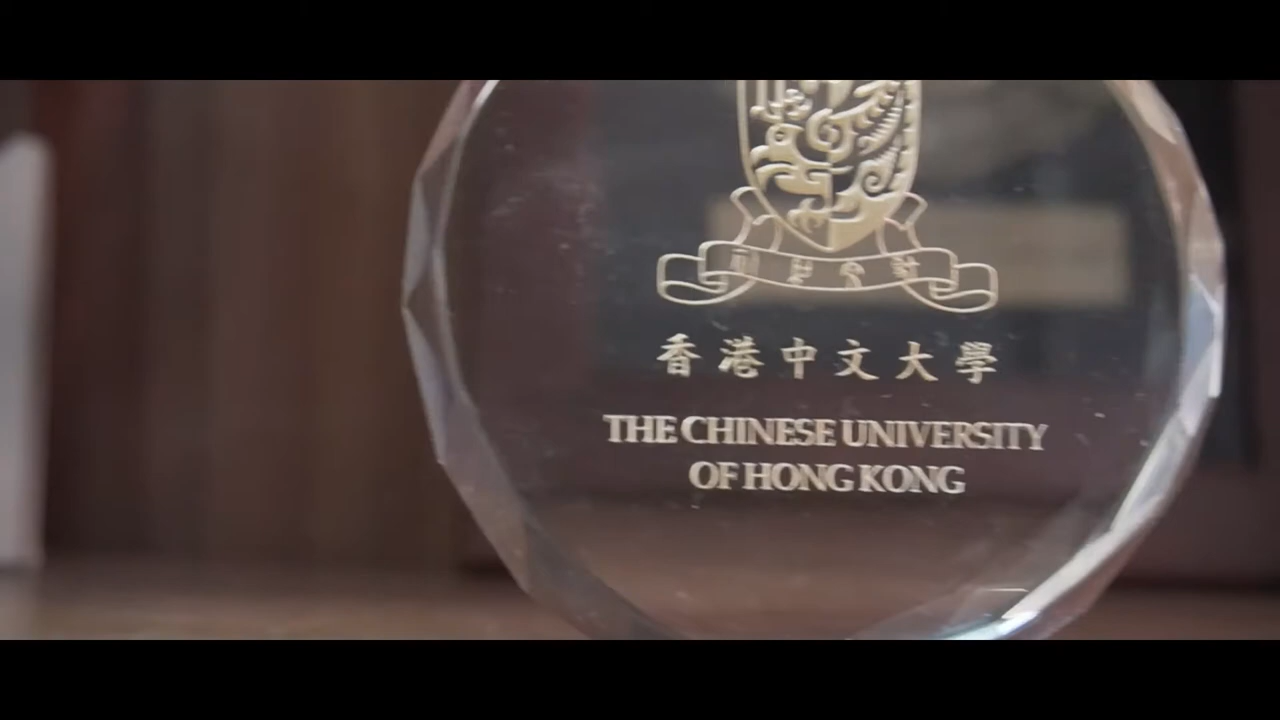 香港中文大學
THE CHINESE UNIVERSITY
OF HONG KONG